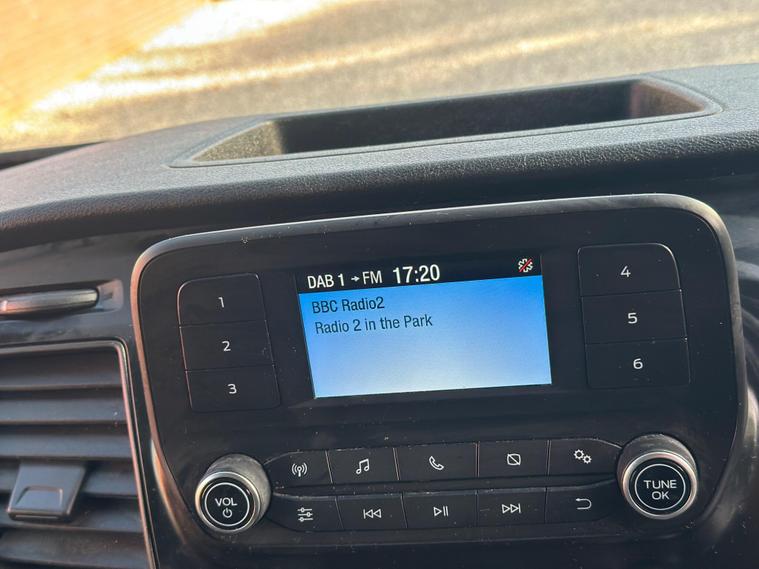 DAB 1 → FM 17:20
BBC Radio2
Radio 2 in the Park
1
2
3
4
5
6
VOL
TUNE
OK